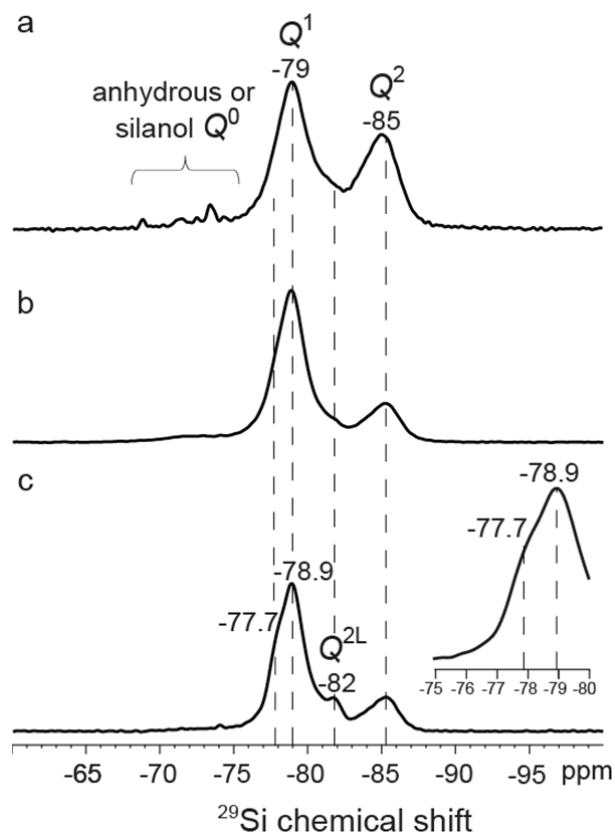 a
Q¹
-79
Q²
-85
anhydrous or
silanol Q⁰
b
c
-78.9
-77.7
-78.9
-77.7
Q²ᴸ
-82
-75 -76 -77 -78 -79 -80
-65 -70 -75 -80 -85 -90 -95 ppm
²⁹Si chemical shift